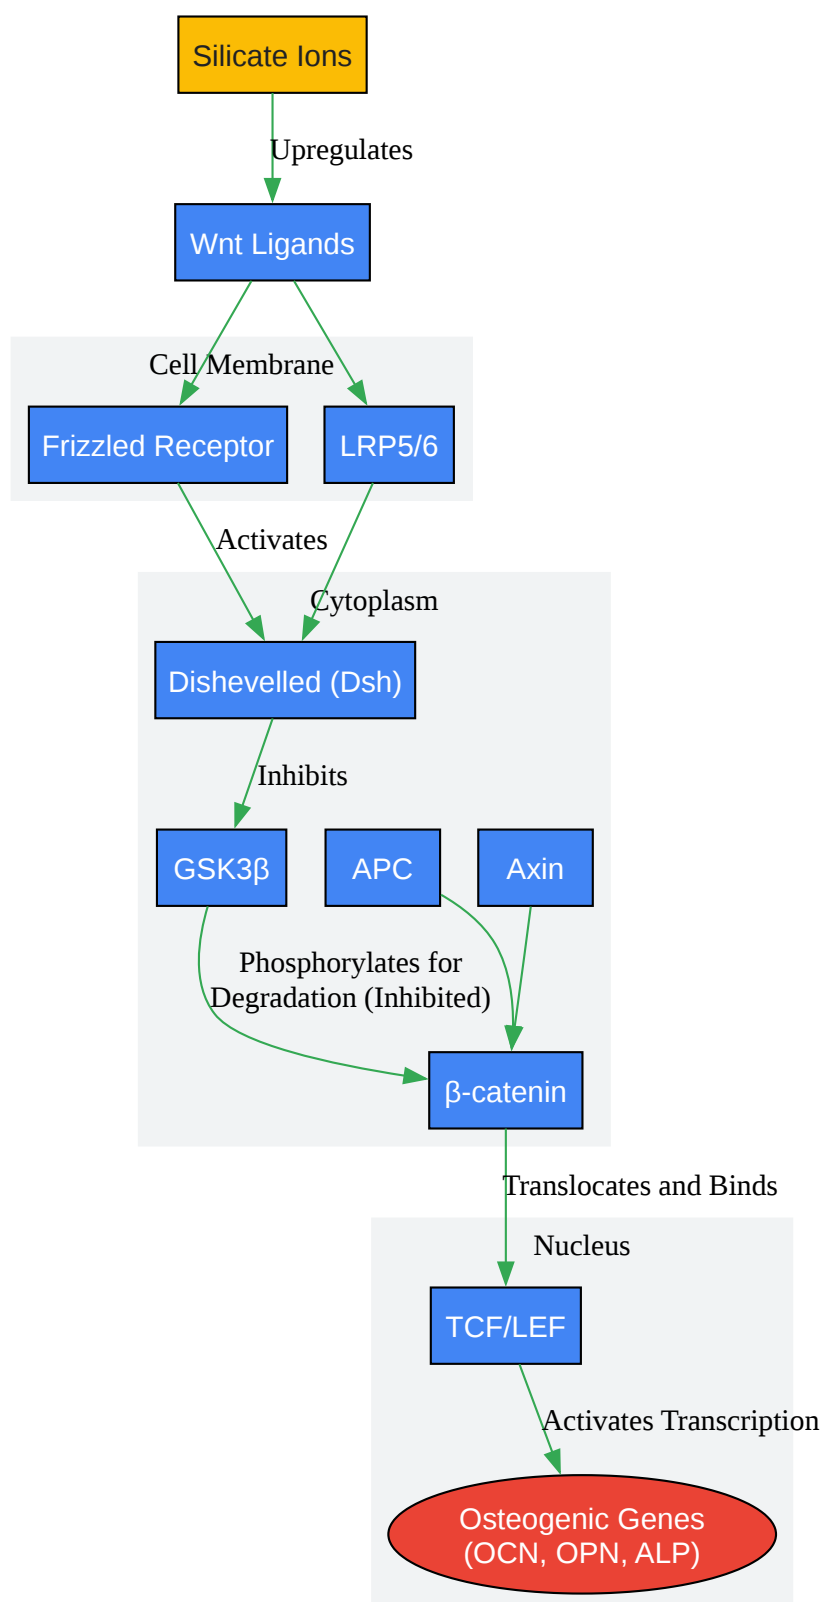 Silicate Ions
Upregulates
Wnt Ligands
Cell Membrane
Frizzled Receptor
LRP5/6
Activates
Cytoplasm
Dishevelled (Dsh)
Inhibits
GSK3β
APC
Axin
Phosphorylates for
Degradation (Inhibited)
β-catenin
Translocates and Binds
Nucleus
TCF/LEF
Activates Transcription
Osteogenic Genes
(OCN, OPN, ALP)